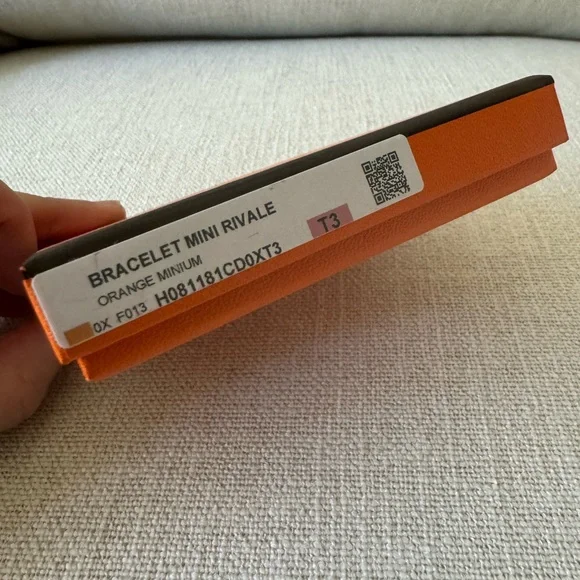 BRACELET MINI RIVALE
ORANGE MINIUM
T3
0X F013 H081181CD0XT3